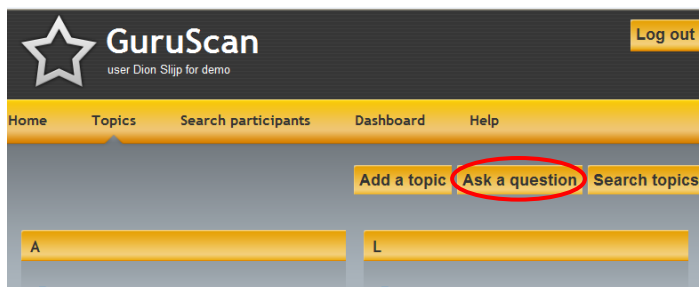 GuruScan
user Dion Slijp for demo
Log out
Home Topics Search participants Dashboard Help
Add a topic Ask a question Search topics
A L